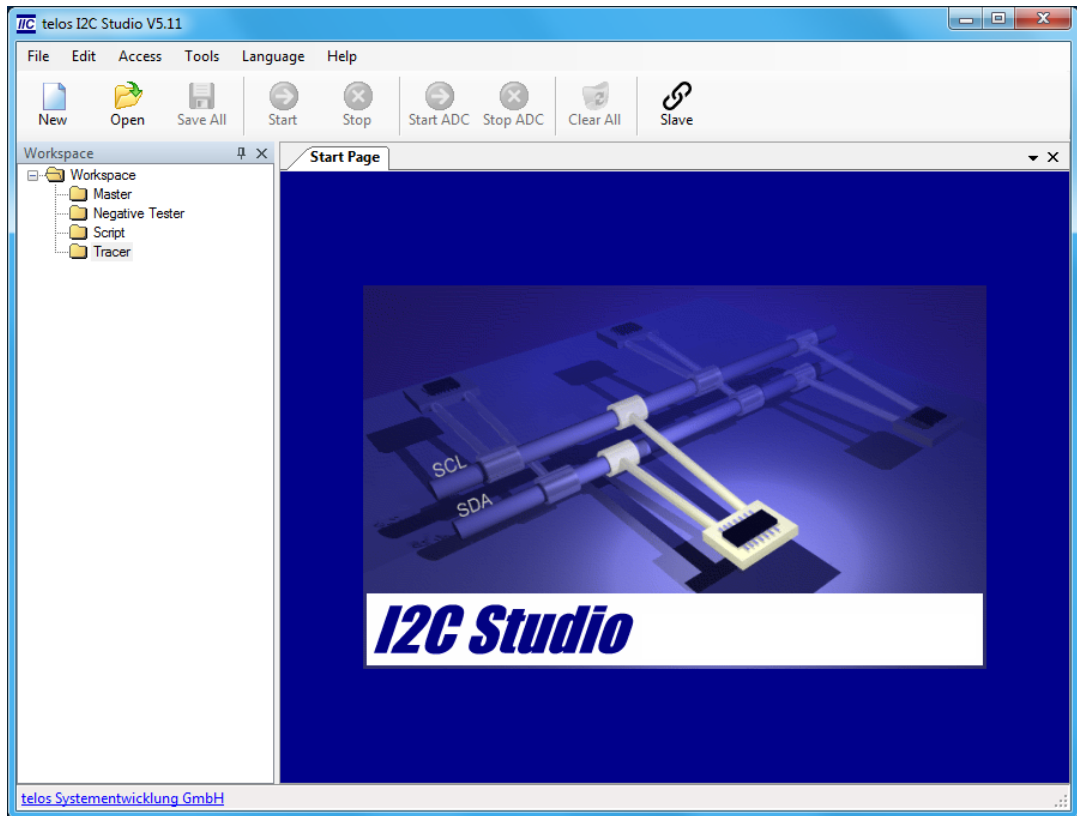 IIC telos I2C Studio V5.11
File Edit Access Tools Language Help
New Open Save All Start Stop Start ADC Stop ADC Clear All Slave
Workspace
Start Page
Workspace
Master
Negative Tester
Script
Tracer
SCL
SDA
I2C Studio
telos Systementwicklung GmbH